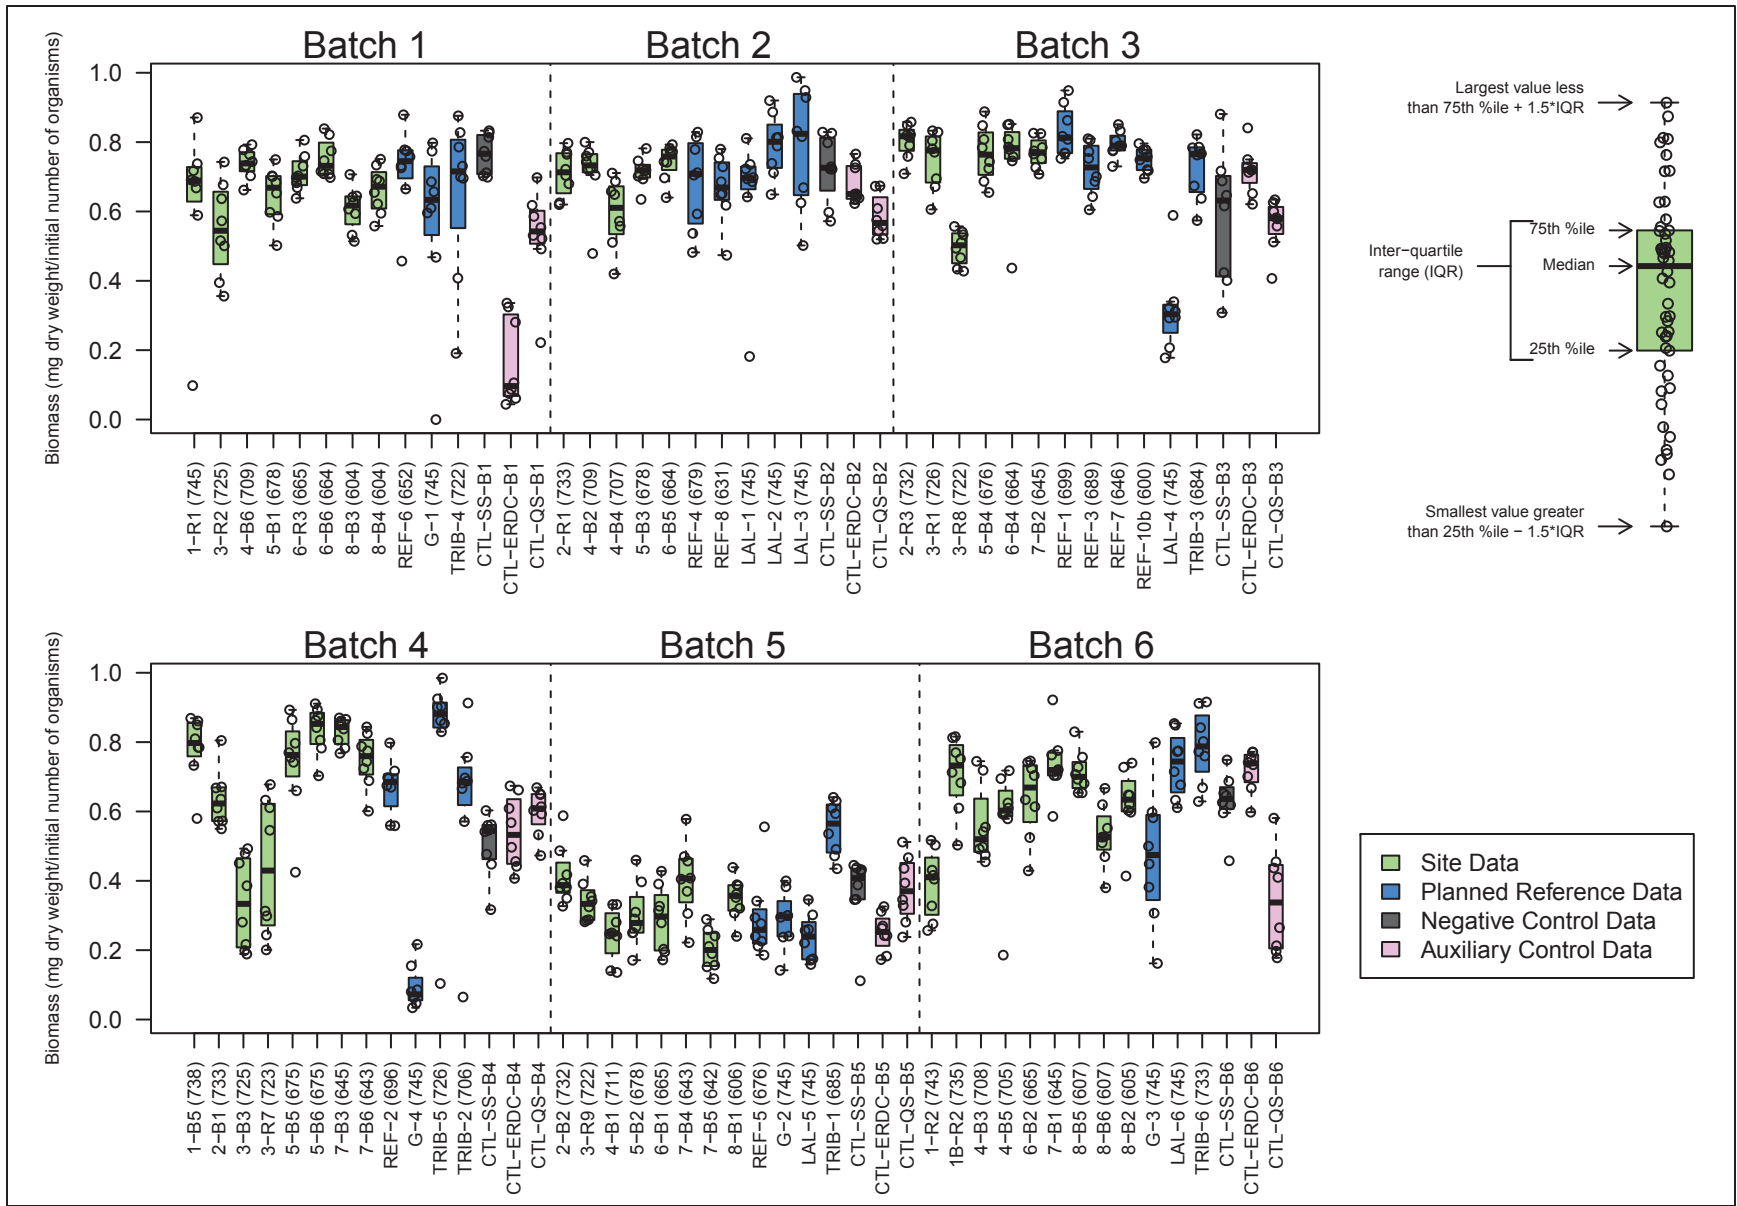 Batch 1
Batch 2
Batch 3
Biomass (mg dry weight/initial number of organisms)
1.0
0.8
0.6
0.4
0.2
0.0
1-R1 (745)
3-R2 (725)
4-B6 (709)
5-B1 (678)
6-R3 (665)
6-B6 (664)
8-B3 (604)
8-B4 (604)
REF-6 (652)
G-1 (745)
TRIB-4 (722)
CTL-SS-B1
CTL-ERDC-B1
CTL-QS-B1
2-R1 (733)
4-B2 (709)
4-B4 (707)
5-B3 (678)
6-B5 (664)
REF-4 (679)
REF-8 (631)
LAL-1 (745)
LAL-2 (745)
LAL-3 (745)
CTL-SS-B2
CTL-ERDC-B2
CTL-QS-B2
2-R3 (732)
3-R1 (726)
3-R8 (722)
5-B4 (676)
6-B4 (664)
7-B2 (645)
REF-1 (699)
REF-3 (689)
REF-7 (646)
REF-10b (600)
LAL-4 (745)
TRIB-3 (684)
CTL-SS-B3
CTL-ERDC-B3
CTL-QS-B3
Largest value less
than 75th %ile + 1.5*IQR
75th %ile
Inter-quartile
range (IQR)
Median
25th %ile
Smallest value greater
than 25th %ile − 1.5*IQR
Batch 4
Batch 5
Batch 6
Biomass (mg dry weight/initial number of organisms)
1.0
0.8
0.6
0.4
0.2
0.0
1-B5 (738)
2-B1 (733)
3-B3 (725)
3-R7 (723)
5-B5 (675)
5-B6 (675)
7-B3 (645)
7-B6 (643)
REF-2 (696)
G-4 (745)
TRIB-5 (726)
TRIB-2 (706)
CTL-SS-B4
CTL-ERDC-B4
CTL-QS-B4
2-B2 (732)
3-R9 (722)
4-B1 (711)
5-B2 (678)
6-B1 (665)
7-B4 (643)
7-B5 (642)
8-B1 (606)
REF-5 (676)
G-2 (745)
LAL-5 (745)
TRIB-1 (685)
CTL-SS-B5
CTL-ERDC-B5
CTL-QS-B5
1-R2 (743)
1B-R2 (735)
4-B3 (708)
4-B5 (705)
6-B2 (665)
7-B1 (645)
8-B5 (607)
8-B6 (607)
8-B2 (605)
G-3 (745)
LAL-6 (745)
TRIB-6 (733)
CTL-SS-B6
CTL-ERDC-B6
CTL-QS-B6
Site Data
Planned Reference Data
Negative Control Data
Auxiliary Control Data